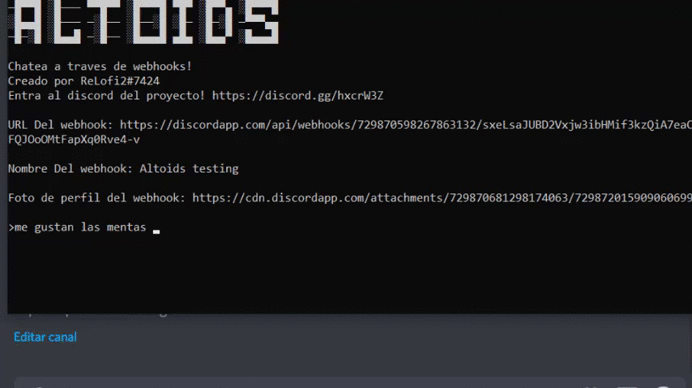 ALTOIDS
Chatea a traves de webhooks!
Creado por ReLofi2#7424
Entra al discord del proyecto! https://discord.gg/hxcrW3Z
URL Del webhook: https://discordapp.com/api/webhooks/729870598267863132/sxeLsaJUBD2Vxjw3ibHMif3kzQiA7eaC
FQJOoOMtFapXq0Rve4-v
Nombre Del webhook: Altoids testing
Foto de perfil del webhook: https://cdn.discordapp.com/attachments/729870681298174063/729872015909060699
>me gustan las mentas _
Editar canal